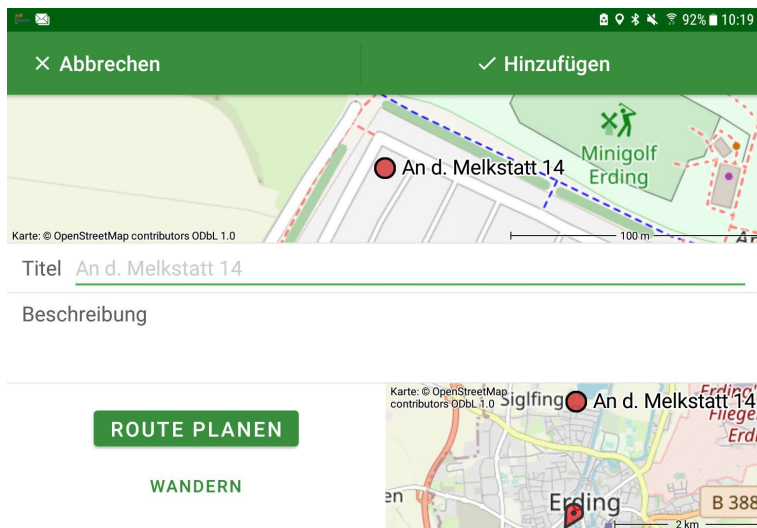 92% 10:19
Abbrechen
Hinzufügen
An d. Melkstatt 14
Minigolf
Erding
Karte: © OpenStreetMap contributors ODbL 1.0
100 m
Titel An d. Melkstatt 14
Beschreibung
ROUTE PLANEN
WANDERN
Karte: © OpenStreetMap
contributors ODbL 1.0
Siglfing
An d. Melkstatt 14
Erding
B 388
2 km